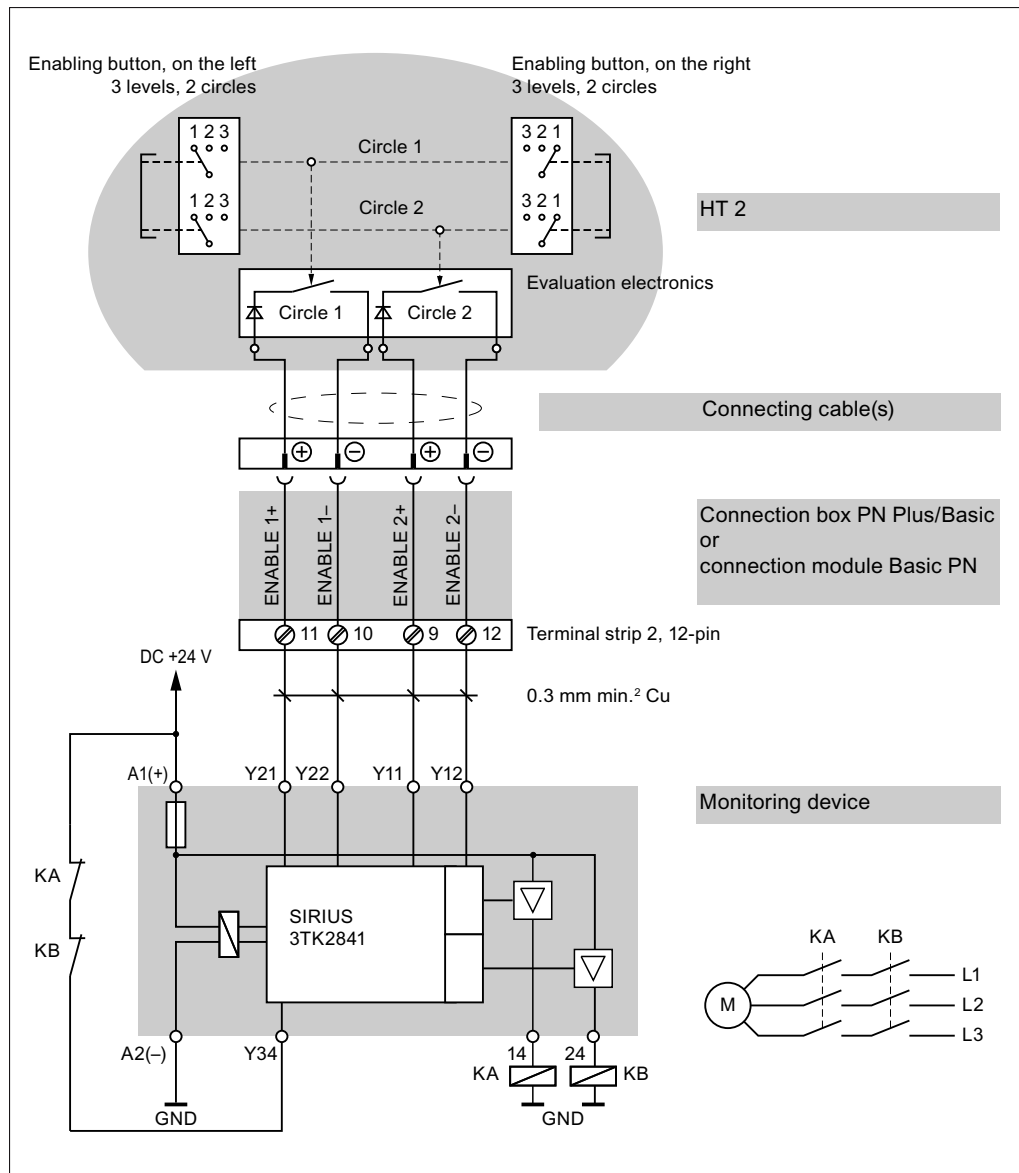 Enabling button, on the left
3 levels, 2 circles
Enabling button, on the right
3 levels, 2 circles
1 2 3
3 2 1
Circle 1
1 2 3
3 2 1
Circle 2
HT 2
Evaluation electronics
Circle 1
Circle 2
Connecting cable(s)
+ − + −
ENABLE 1+
ENABLE 1–
ENABLE 2+
ENABLE 2–
Connection box PN Plus/Basic
or
connection module Basic PN
11 10 9 12
Terminal strip 2, 12-pin
DC +24 V
0.3 mm min.² Cu
A1(+)
Y21 Y22 Y11 Y12
Monitoring device
KA
KB
SIRIUS
3TK2841
KA KB
M
L1
L2
L3
A2(–)
Y34
14 24
KA
KB
GND
GND